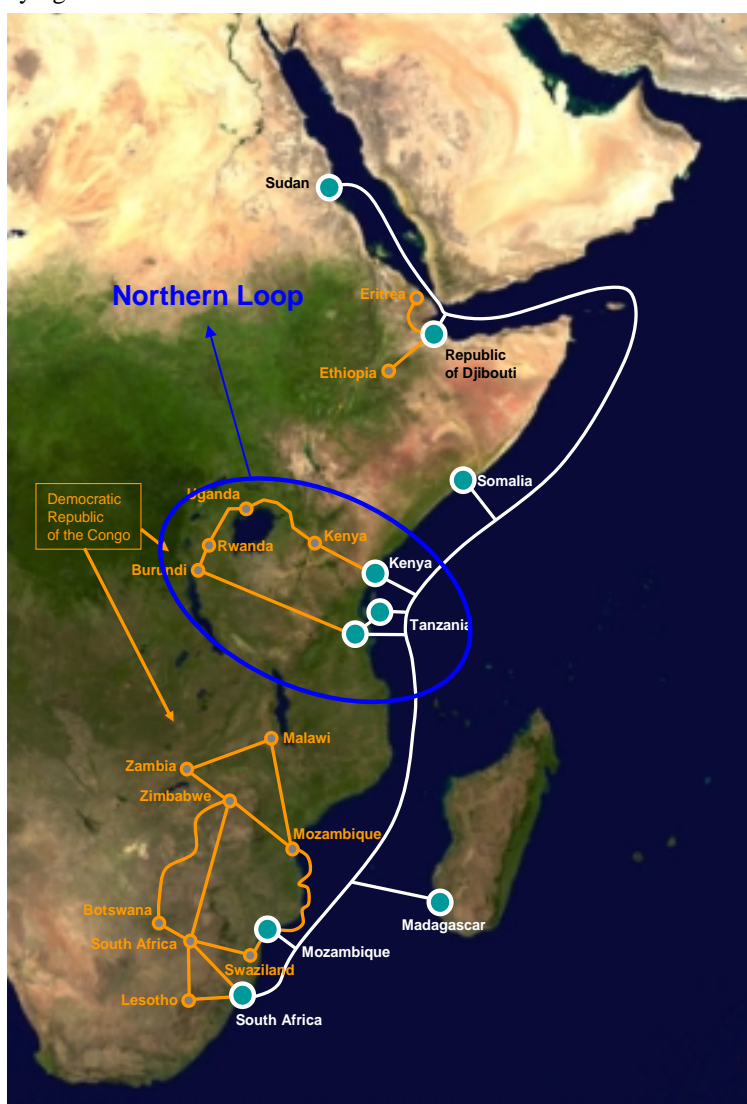 Sudan
Northern Loop
Eritrea
Republic
of Djibouti
Ethiopia
Somalia
Democratic
Republic
of the Congo
Uganda
Kenya
Rwanda
Kenya
Burundi
Tanzania
Malawi
Zambia
Zimbabwe
Mozambique
Botswana
Madagascar
South Africa
Mozambique
Swaziland
Lesotho
South Africa